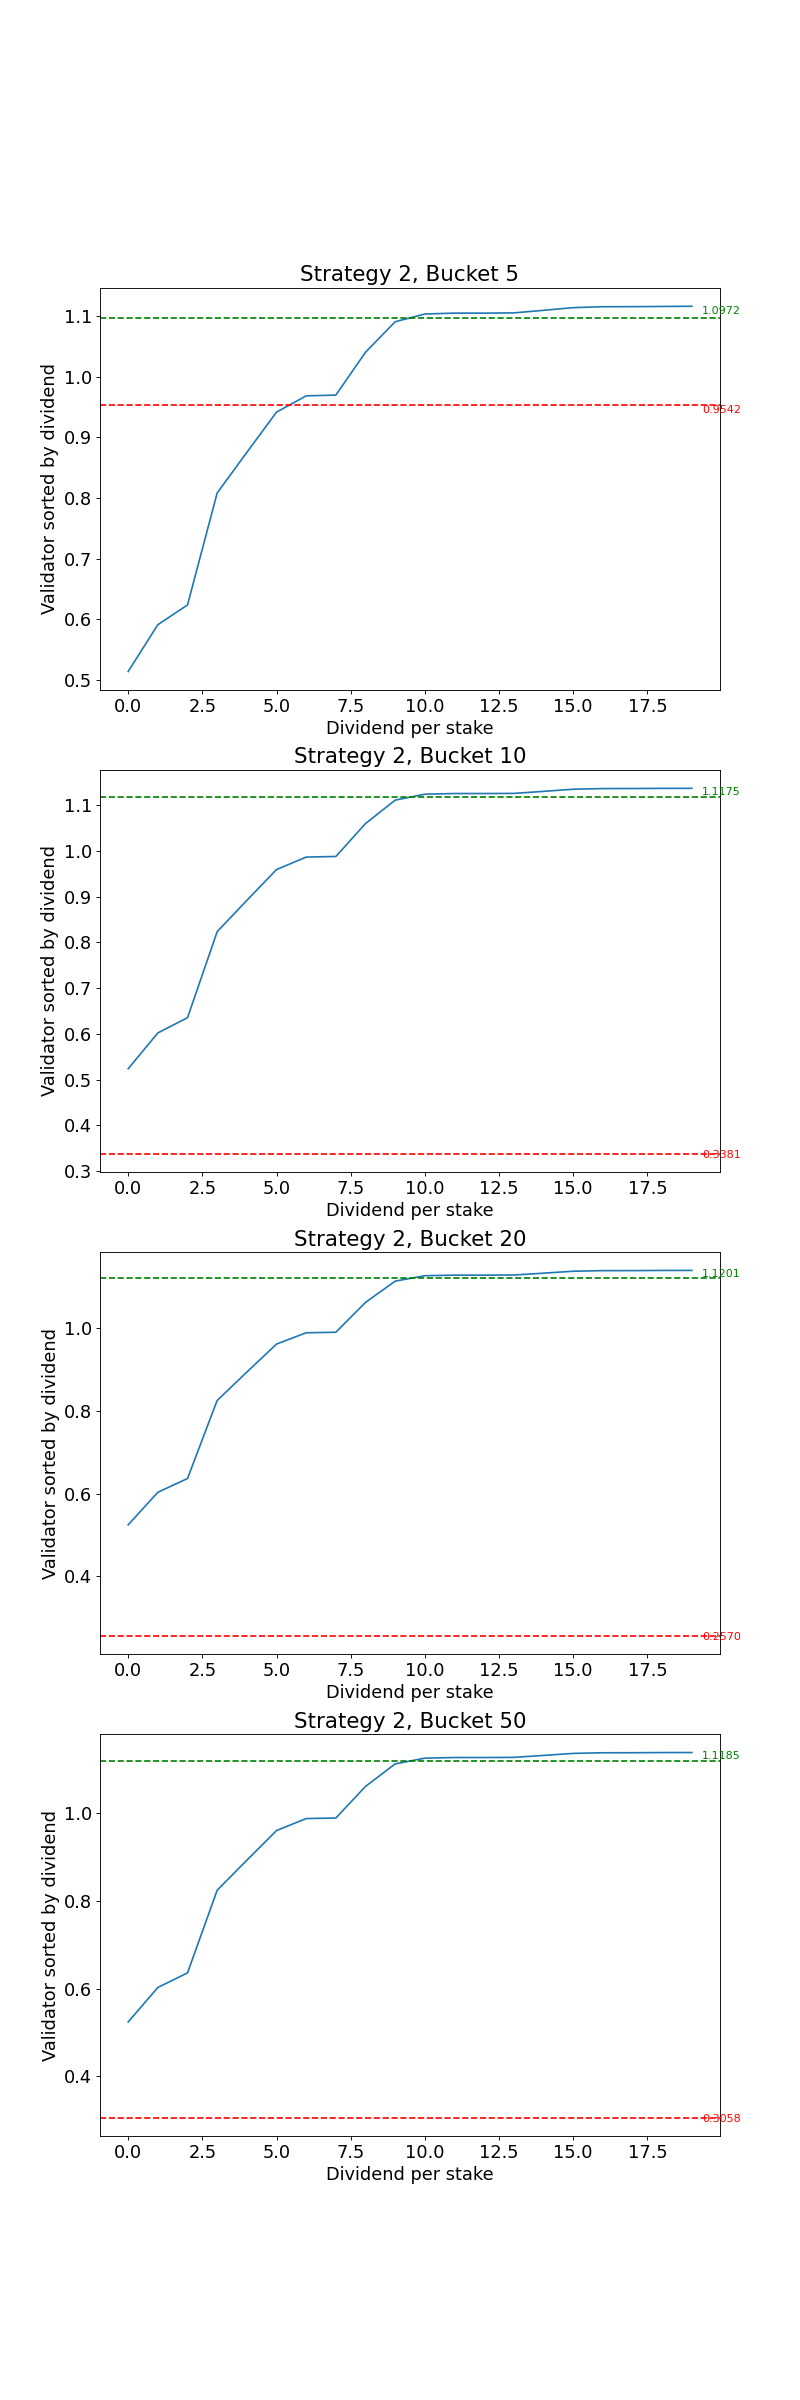 Strategy 2, Bucket 5
Validator sorted by dividend
1.1
1.0
0.9
0.8
0.7
0.6
0.5
1.0972
0.9542
0.0 2.5 5.0 7.5 10.0 12.5 15.0 17.5
Dividend per stake
Strategy 2, Bucket 10
Validator sorted by dividend
1.1
1.0
0.9
0.8
0.7
0.6
0.5
0.4
0.3
1.1175
0.3381
0.0 2.5 5.0 7.5 10.0 12.5 15.0 17.5
Dividend per stake
Strategy 2, Bucket 20
Validator sorted by dividend
1.0
0.8
0.6
0.4
1.1201
0.2570
0.0 2.5 5.0 7.5 10.0 12.5 15.0 17.5
Dividend per stake
Strategy 2, Bucket 50
Validator sorted by dividend
1.0
0.8
0.6
0.4
1.1185
0.3058
0.0 2.5 5.0 7.5 10.0 12.5 15.0 17.5
Dividend per stake